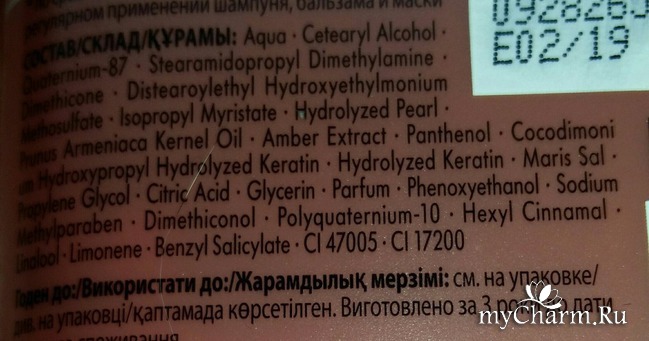 регулярном применении шампуня, бальзама и маски
СОСТАВ/СКЛАД/ҚҰРАМЫ: Aqua · Cetearyl Alcohol ·
Quaternium-87 · Stearamidopropyl Dimethylamine ·
Dimethicone · Distearoylethyl Hydroxyethylmonium
Methosulfate · Isopropyl Myristate · Hydrolyzed Pearl ·
Prunus Armeniaca Kernel Oil · Amber Extract · Panthenol · Cocodimoni
um Hydroxypropyl Hydrolyzed Keratin · Hydrolyzed Keratin · Maris Sal ·
Propylene Glycol · Citric Acid · Glycerin · Parfum · Phenoxyethanol · Sodium
Methylparaben · Dimethiconol · Polyquaternium-10 · Hexyl Cinnamal ·
Linalool · Limonene · Benzyl Salicylate · CI 47005 · CI 17200
Годен до:/Використати до:/Жарамдылық мерзімі: см. на упаковке/
див. на упаковці/қаптамада көрсетілген. Виготовлено за 3 роки до дати
0928263
E02/19
myCharm.Ru